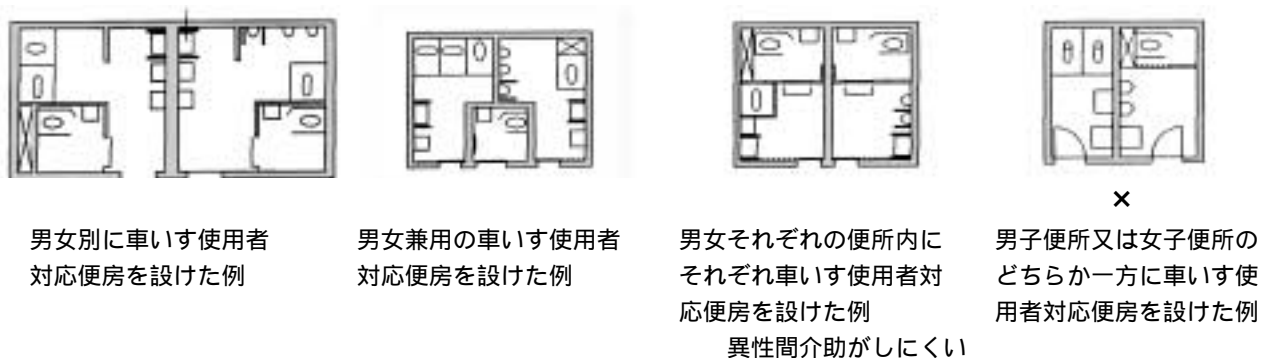 ×
男女別に車いす使用者
対応便房を設けた例
男女兼用の車いす使用者
対応便房を設けた例
男女それぞれの便所内に
それぞれ車いす使用者対
応便房を設けた例
異性間介助がしにくい
男子便所又は女子便所の
どちらか一方に車いす使
用者対応便房を設けた例